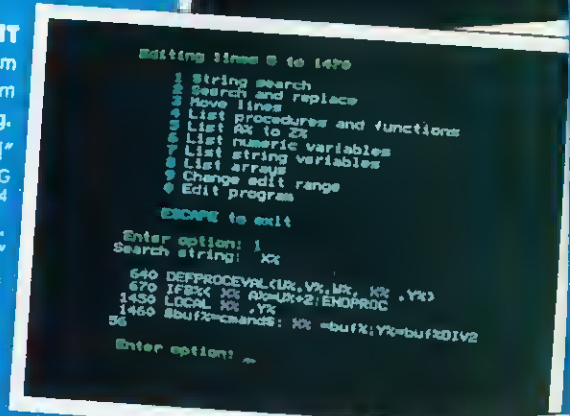 IT
m
m
g.
"
G
4
Editing lines 0 to 1470
1 String search
2 Search and replace
3 Move lines
4 List procedures and functions
5 List A% to Z%
6 List numeric variables
7 List string variables
8 List arrays
9 Change edit range
0 Edit program
ESCAPE to exit
Enter option: 1
Search string: X%
640 DEFPROCEVAL(U%,V%,W%, X% ,Y%)
670 IFB%< X% A%=U%+2:ENDPROC
1450 LOCAL X% ,Y%
1460 $buf%=cmand$: X% =buf%:Y%=buf%DIV2
56
Enter option: _